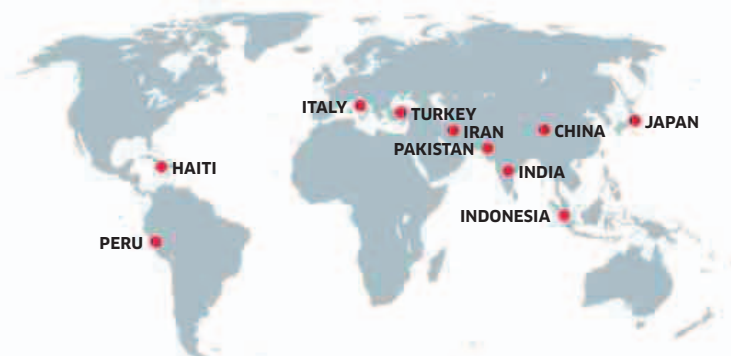 ITALY
TURKEY
IRAN
CHINA
JAPAN
PAKISTAN
HAITI
INDIA
INDONESIA
PERU